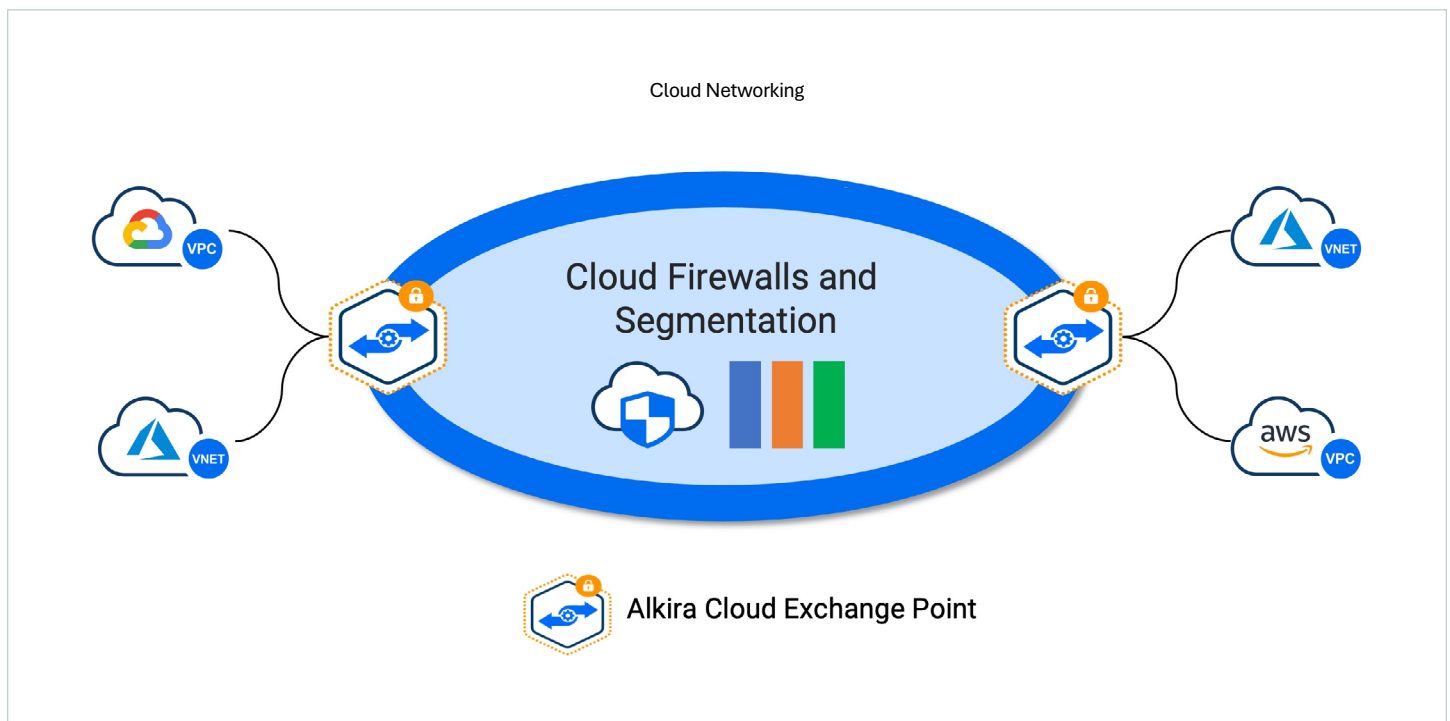 Cloud Networking
VPC
VNET
Cloud Firewalls and
Segmentation
VNET
aws
VPC
Alkira Cloud Exchange Point